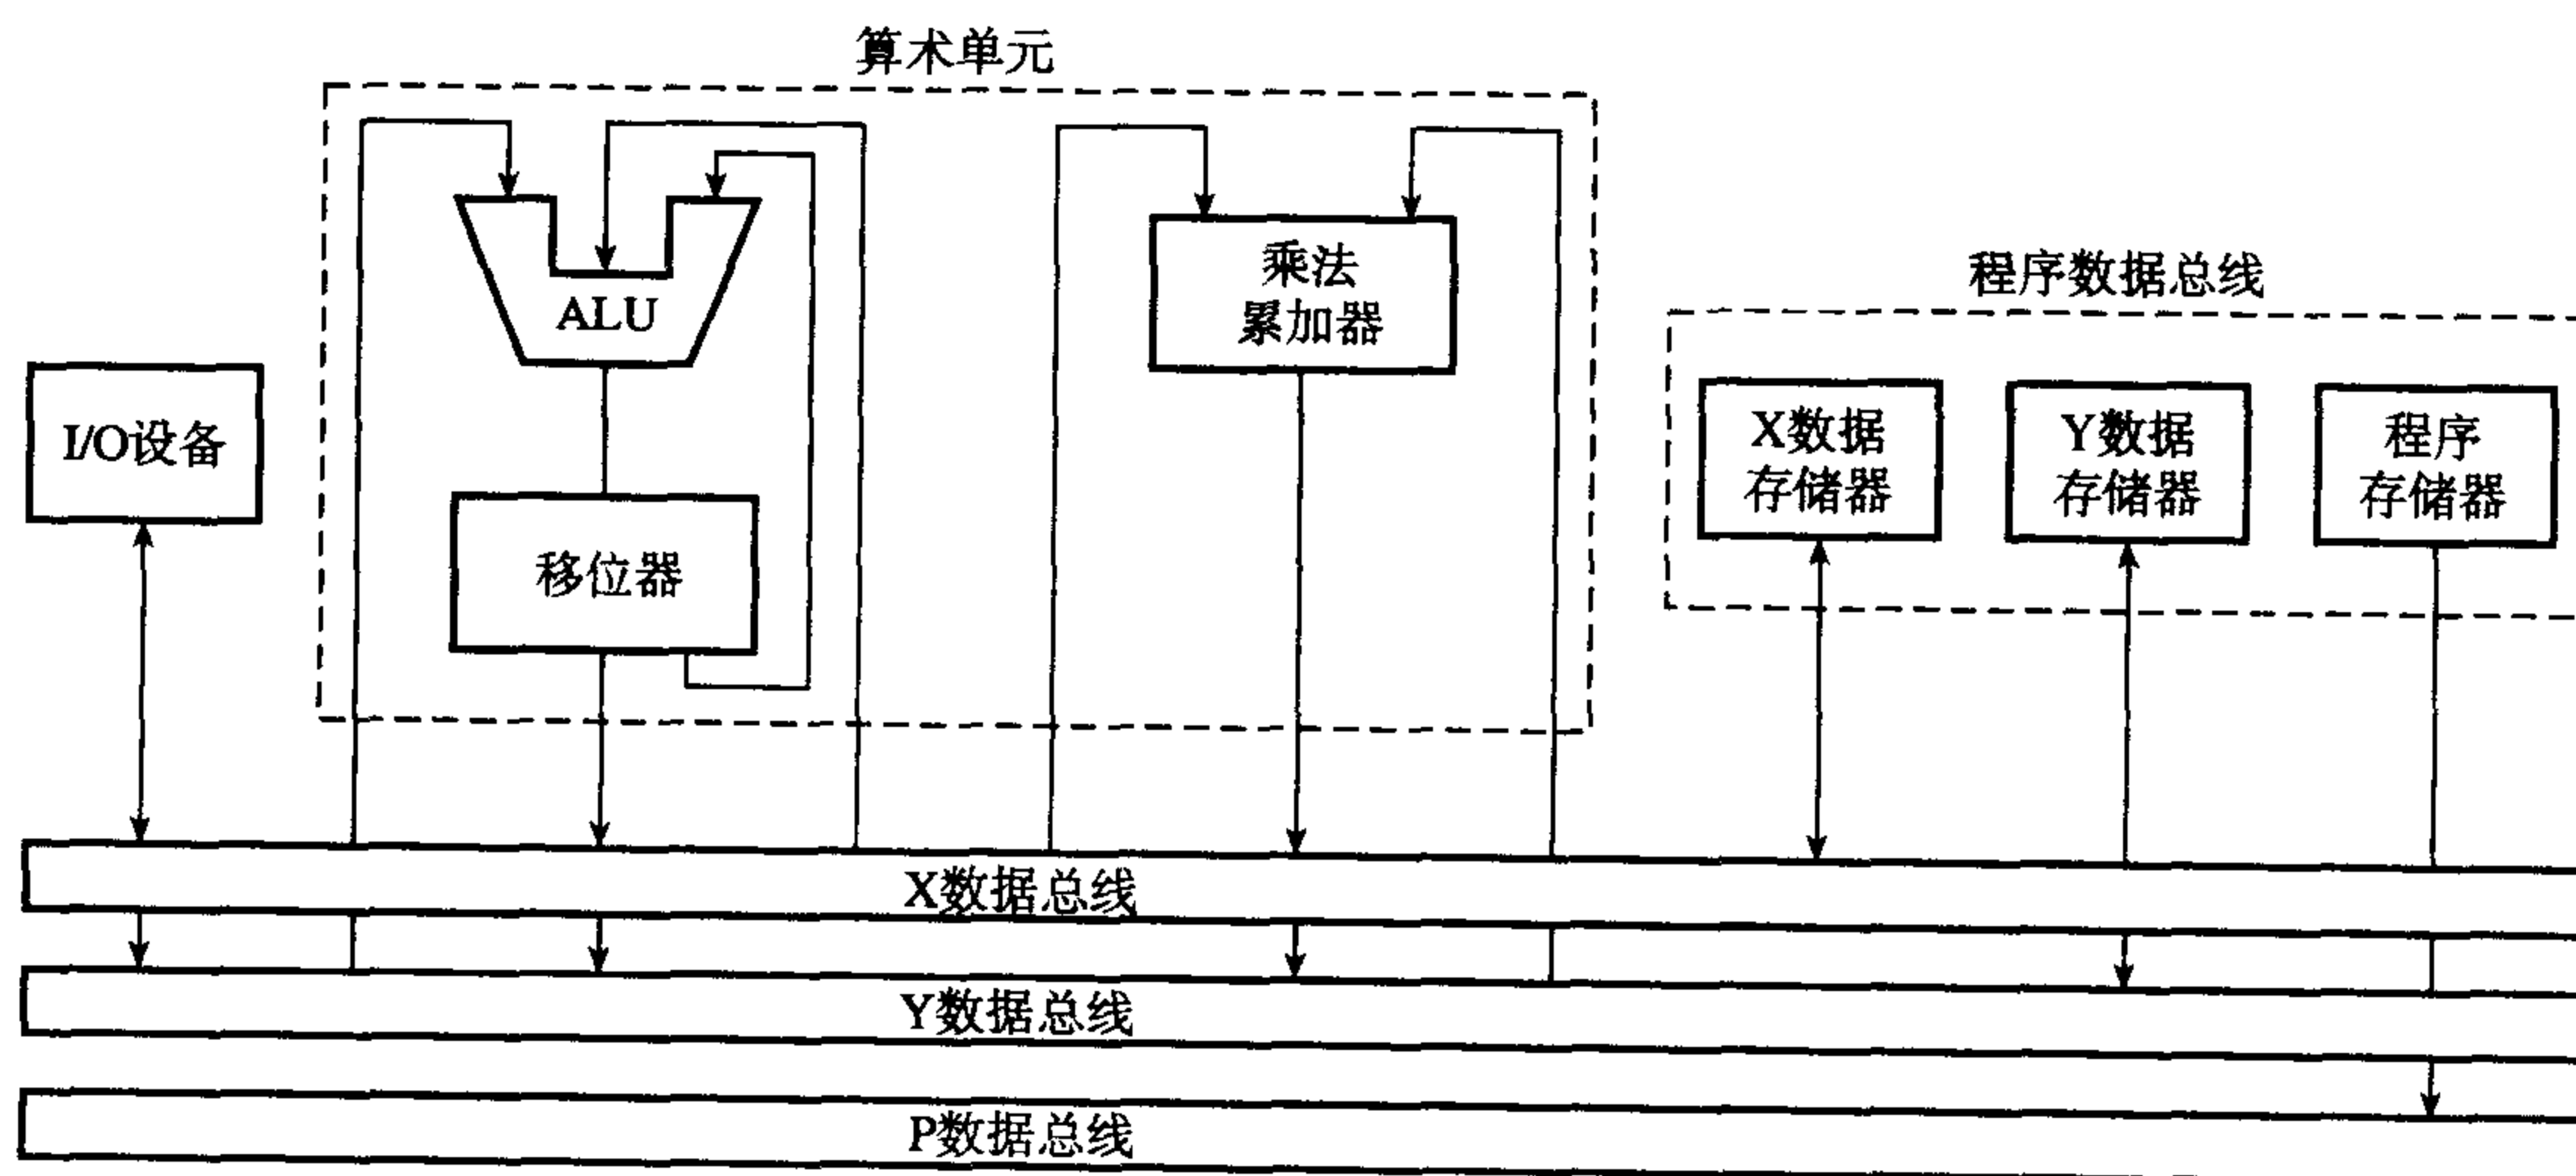 算术单元
程序数据总线
ALU
乘法
累加器
I/O设备
移位器
X数据
存储器
Y数据
存储器
程序
存储器
X数据总线
Y数据总线
P数据总线